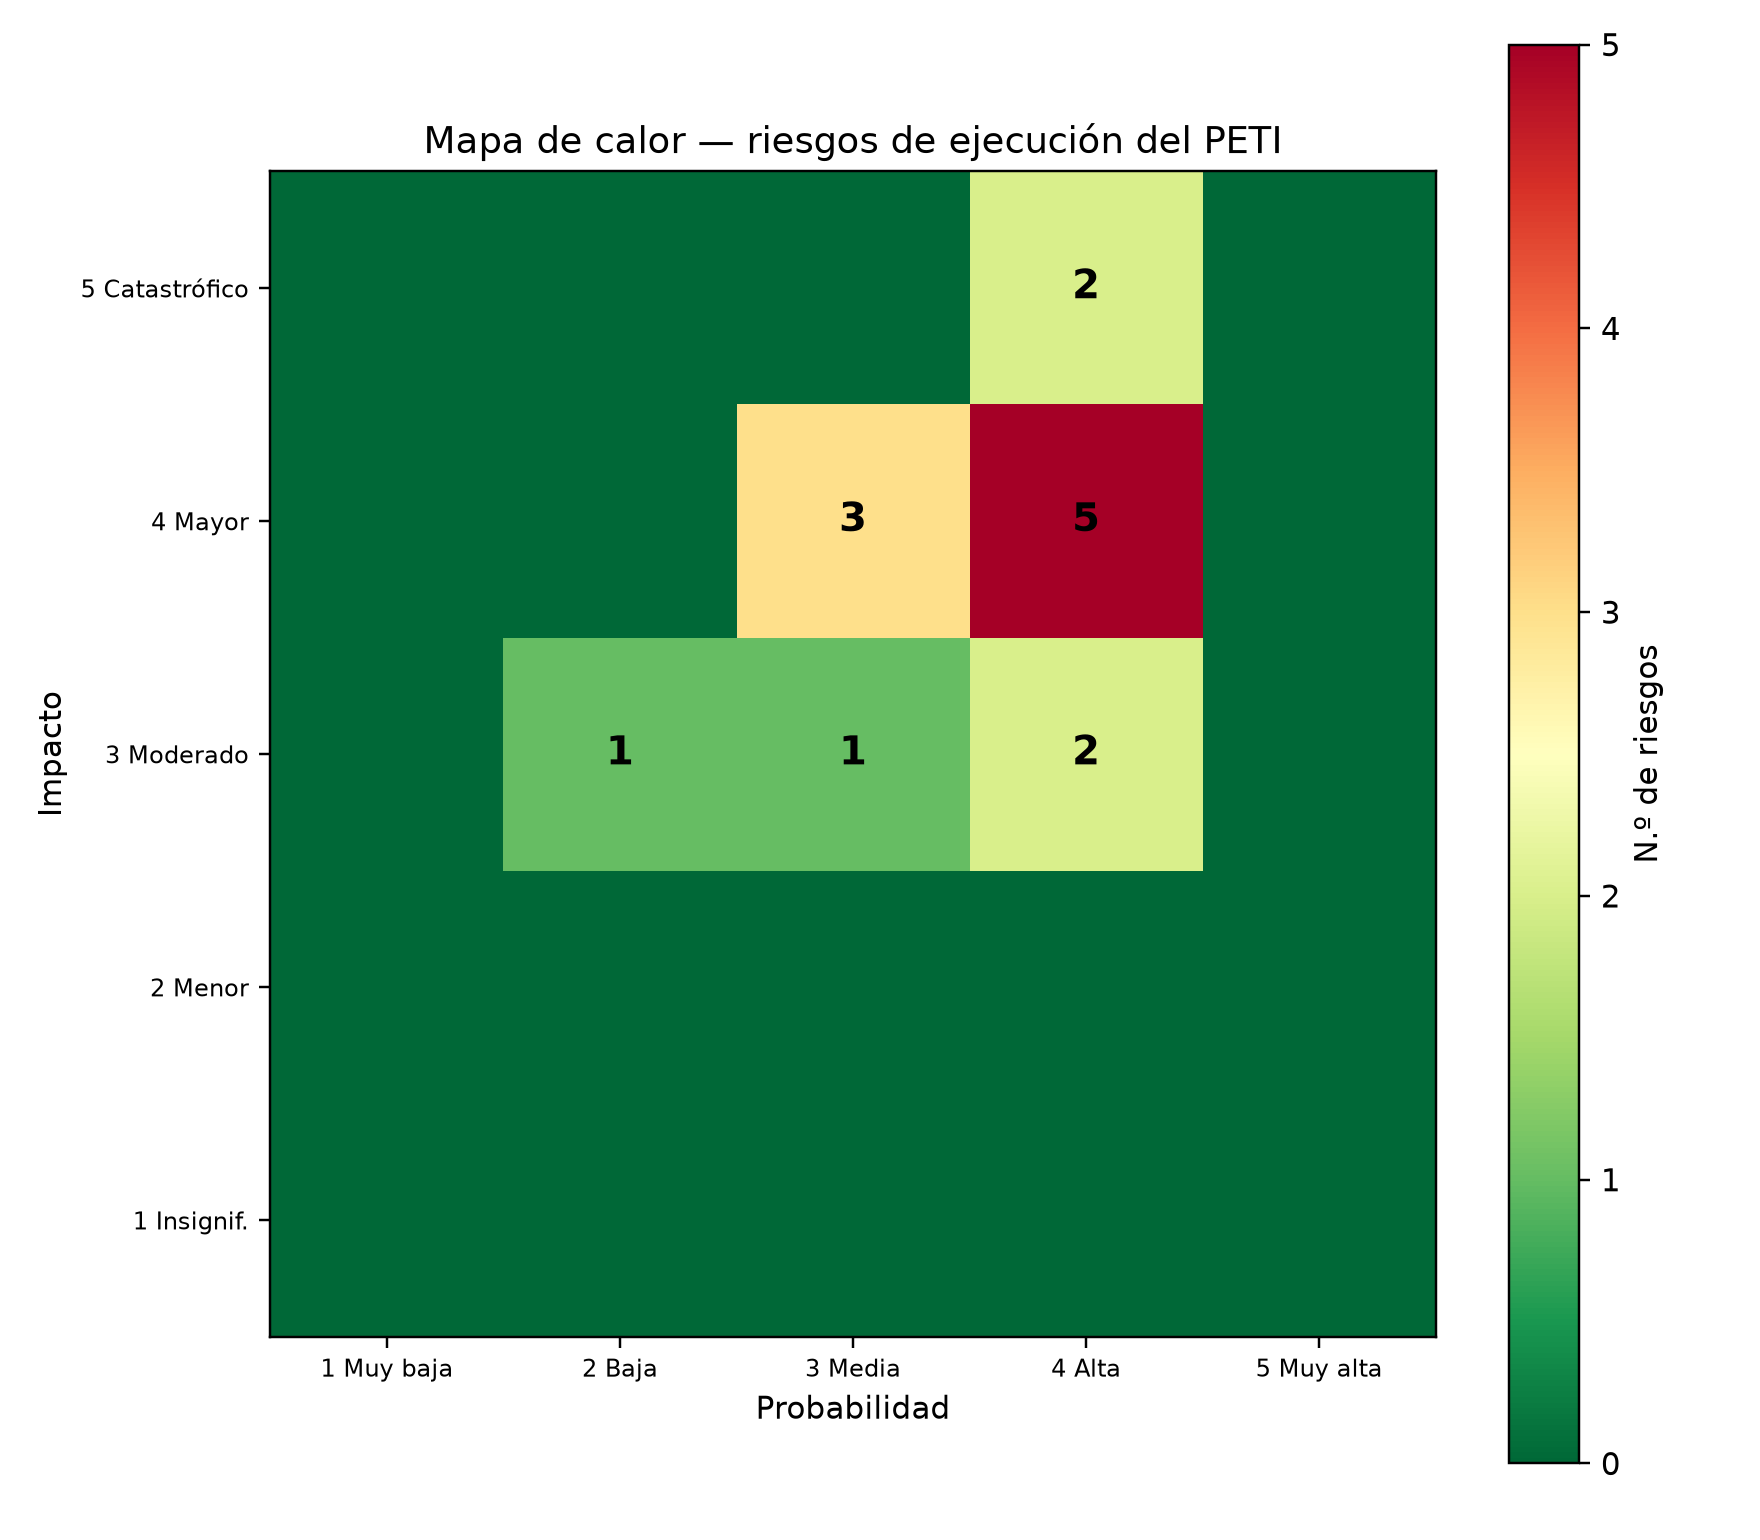 Mapa de calor — riesgos de ejecución del PETI
5 Catastrófico
4 Mayor
3 Moderado
2 Menor
1 Insignif.
Impacto
2
3 5
1 1 2
1 Muy baja 2 Baja 3 Media 4 Alta 5 Muy alta
Probabilidad
5
4
3
2
1
0
N.º de riesgos